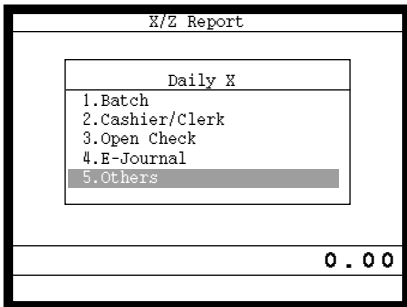 X/Z Report
Daily X
1.Batch
2.Cashier/Clerk
3.Open Check
4.E-Journal
5.Others
0.00